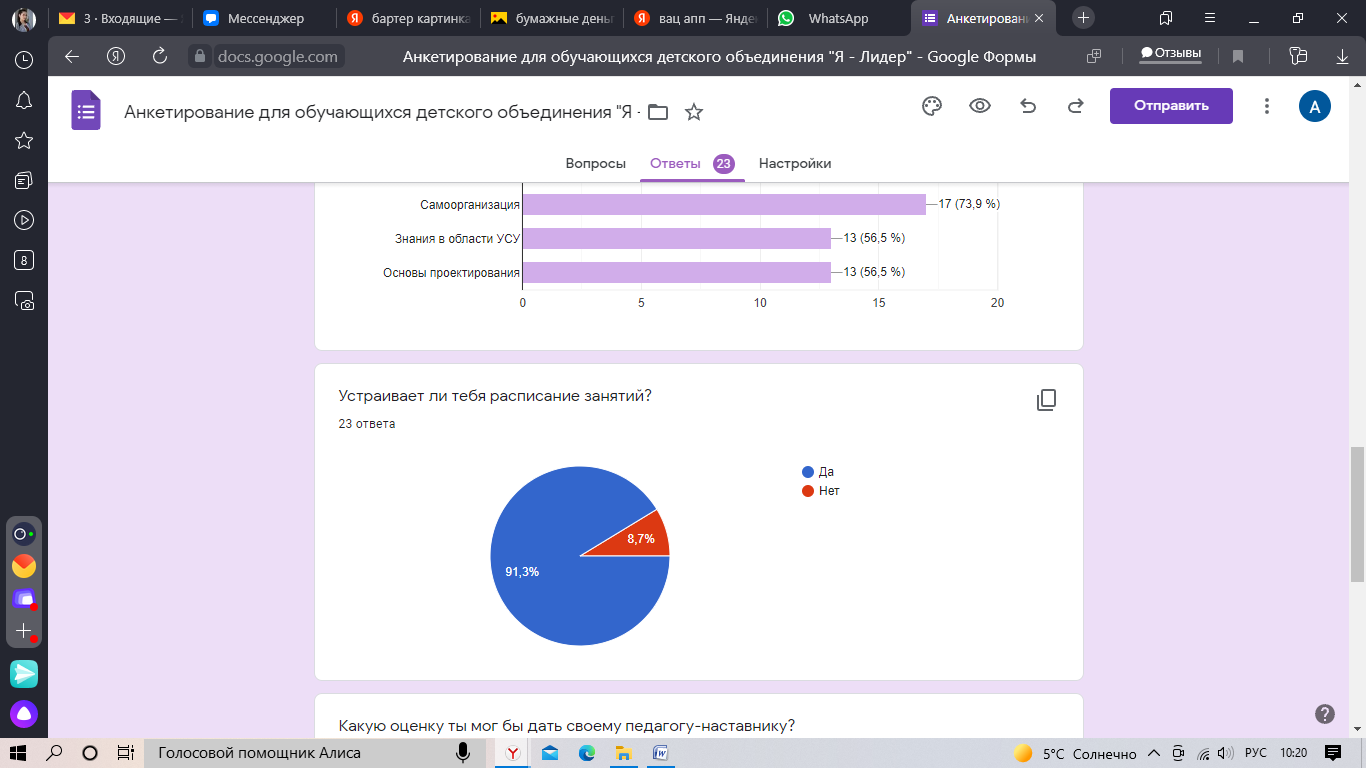 3 · Входящие —
Мессенджер
бартер картинка
бумажные день
вац апп — Янде
WhatsApp
Анкетировани
docs.google.com
Анкетирование для обучающихся детского объединения "Я - Лидер" - Google Формы
Отзывы
Анкетирование для обучающихся детского объединения "Я -
Отправить
А
Вопросы
Ответы 23
Настройки
8
Самоорганизация
17 (73,9 %)
Знания в области УСУ
13 (56,5 %)
Основы проектирования
13 (56,5 %)
0 5 10 15 20
Устраивает ли тебя расписание занятий?
23 ответа
Да
Нет
8,7%
91,3%
Какую оценку ты мог бы дать своему педагогу-наставнику?
Голосовой помощник Алиса
5°C Солнечно
РУС
10:20